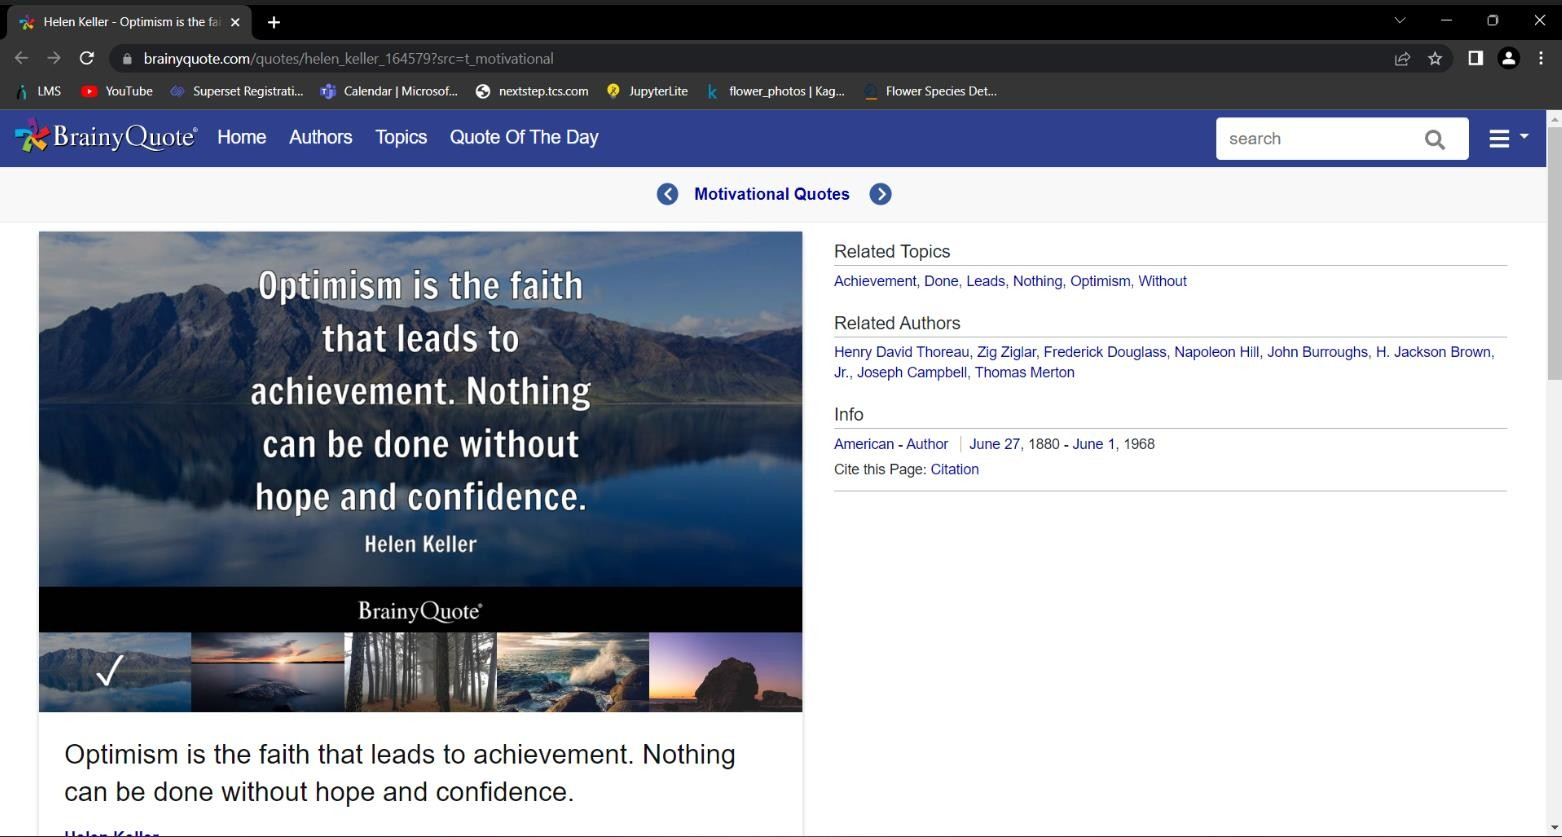 Helen Keller - Optimism is the fai
brainyquote.com/quotes/helen_keller_164579?src=t_motivational
LMS YouTube Superset Registrati... Calendar | Microsof... nextstep.tcs.com JupyterLite flower_photos | Kag... Flower Species Det...
BrainyQuote® Home Authors Topics Quote Of The Day search
Motivational Quotes
Optimism is the faith
that leads to
achievement. Nothing
can be done without
hope and confidence.
Helen Keller
BrainyQuote®
Optimism is the faith that leads to achievement. Nothing
can be done without hope and confidence.
Helen Keller
Related Topics
Achievement, Done, Leads, Nothing, Optimism, Without
Related Authors
Henry David Thoreau, Zig Ziglar, Frederick Douglass, Napoleon Hill, John Burroughs, H. Jackson Brown,
Jr., Joseph Campbell, Thomas Merton
Info
American - Author | June 27, 1880 - June 1, 1968
Cite this Page: Citation